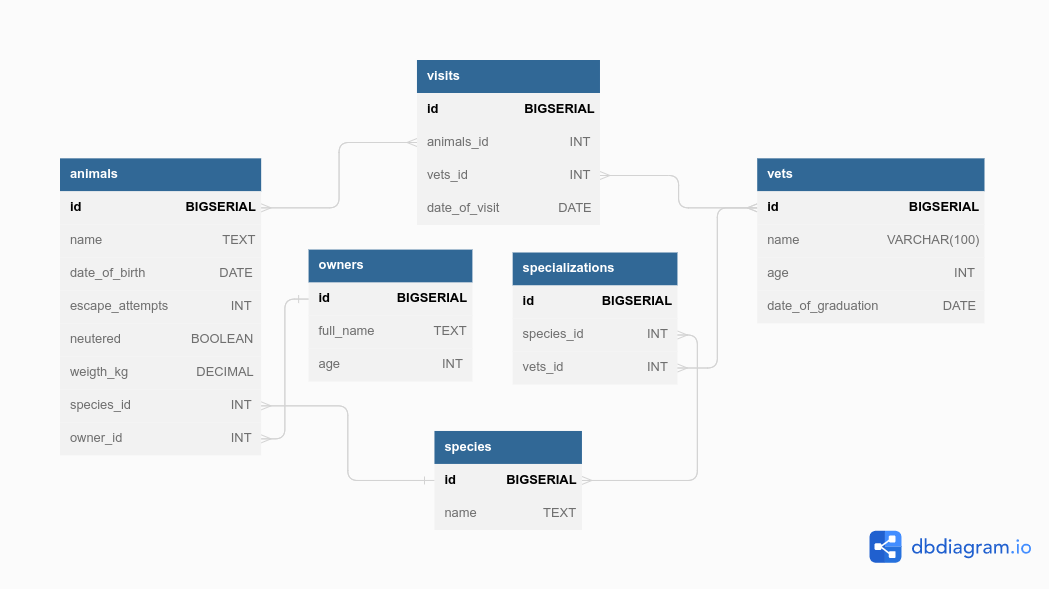 visits
id BIGSERIAL
animals_id INT
vets_id INT
date_of_visit DATE
animals
id BIGSERIAL
name TEXT
date_of_birth DATE
escape_attempts INT
neutered BOOLEAN
weigth_kg DECIMAL
species_id INT
owner_id INT
vets
id BIGSERIAL
name VARCHAR(100)
age INT
date_of_graduation DATE
owners
id BIGSERIAL
full_name TEXT
age INT
specializations
id BIGSERIAL
species_id INT
vets_id INT
species
id BIGSERIAL
name TEXT
dbdiagram.io